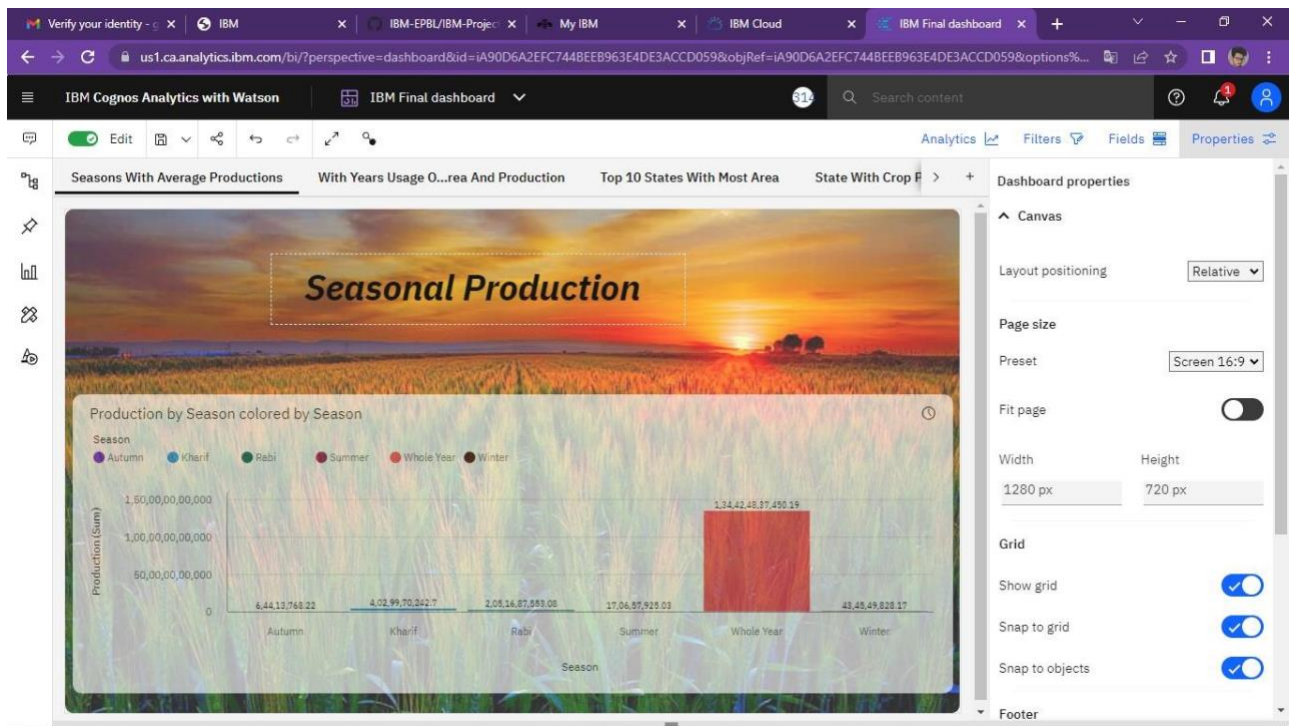 Verify your identity - g
IBM
IBM-EPBL/IBM-Projec
My IBM
IBM Cloud
IBM Final dashboard
us1.ca.analytics.ibm.com/bi/?perspective=dashboard&id=iA90D6A2EFC744BEEB963E4DE3ACCD059&objRef=iA90D6A2EFC744BEEB963E4DE3ACCD059&options%...
IBM Cognos Analytics with Watson
31
IBM Final dashboard
314
Search content
1
Edit
Analytics
Filters
Fields
Properties
Seasons With Average Productions
With Years Usage O...rea And Production
Top 10 States With Most Area
State With Crop P
Dashboard properties
Canvas
Layout positioning
Relative
Page size
Preset
Screen 16:9
Fit page
Width
Height
1280 px
720 px
Grid
Show grid
Snap to grid
Snap to objects
Footer
Seasonal Production
Production by Season colored by Season
Season
Autumn
Kharif
Rabi
Summer
Whole Year
Winter
Production (Sum)
1,50,00,00,00,000
1,00,00,00,00,000
50,00,00,00,000
0
6,44,13,768.22
4,02,99,70,242.7
17,06,57,925.03
1,34,42,48,37,450.19
43,45,49,828.17
Autumn
Kharif
Rabi
Summer
Whole Year
Winter
Season